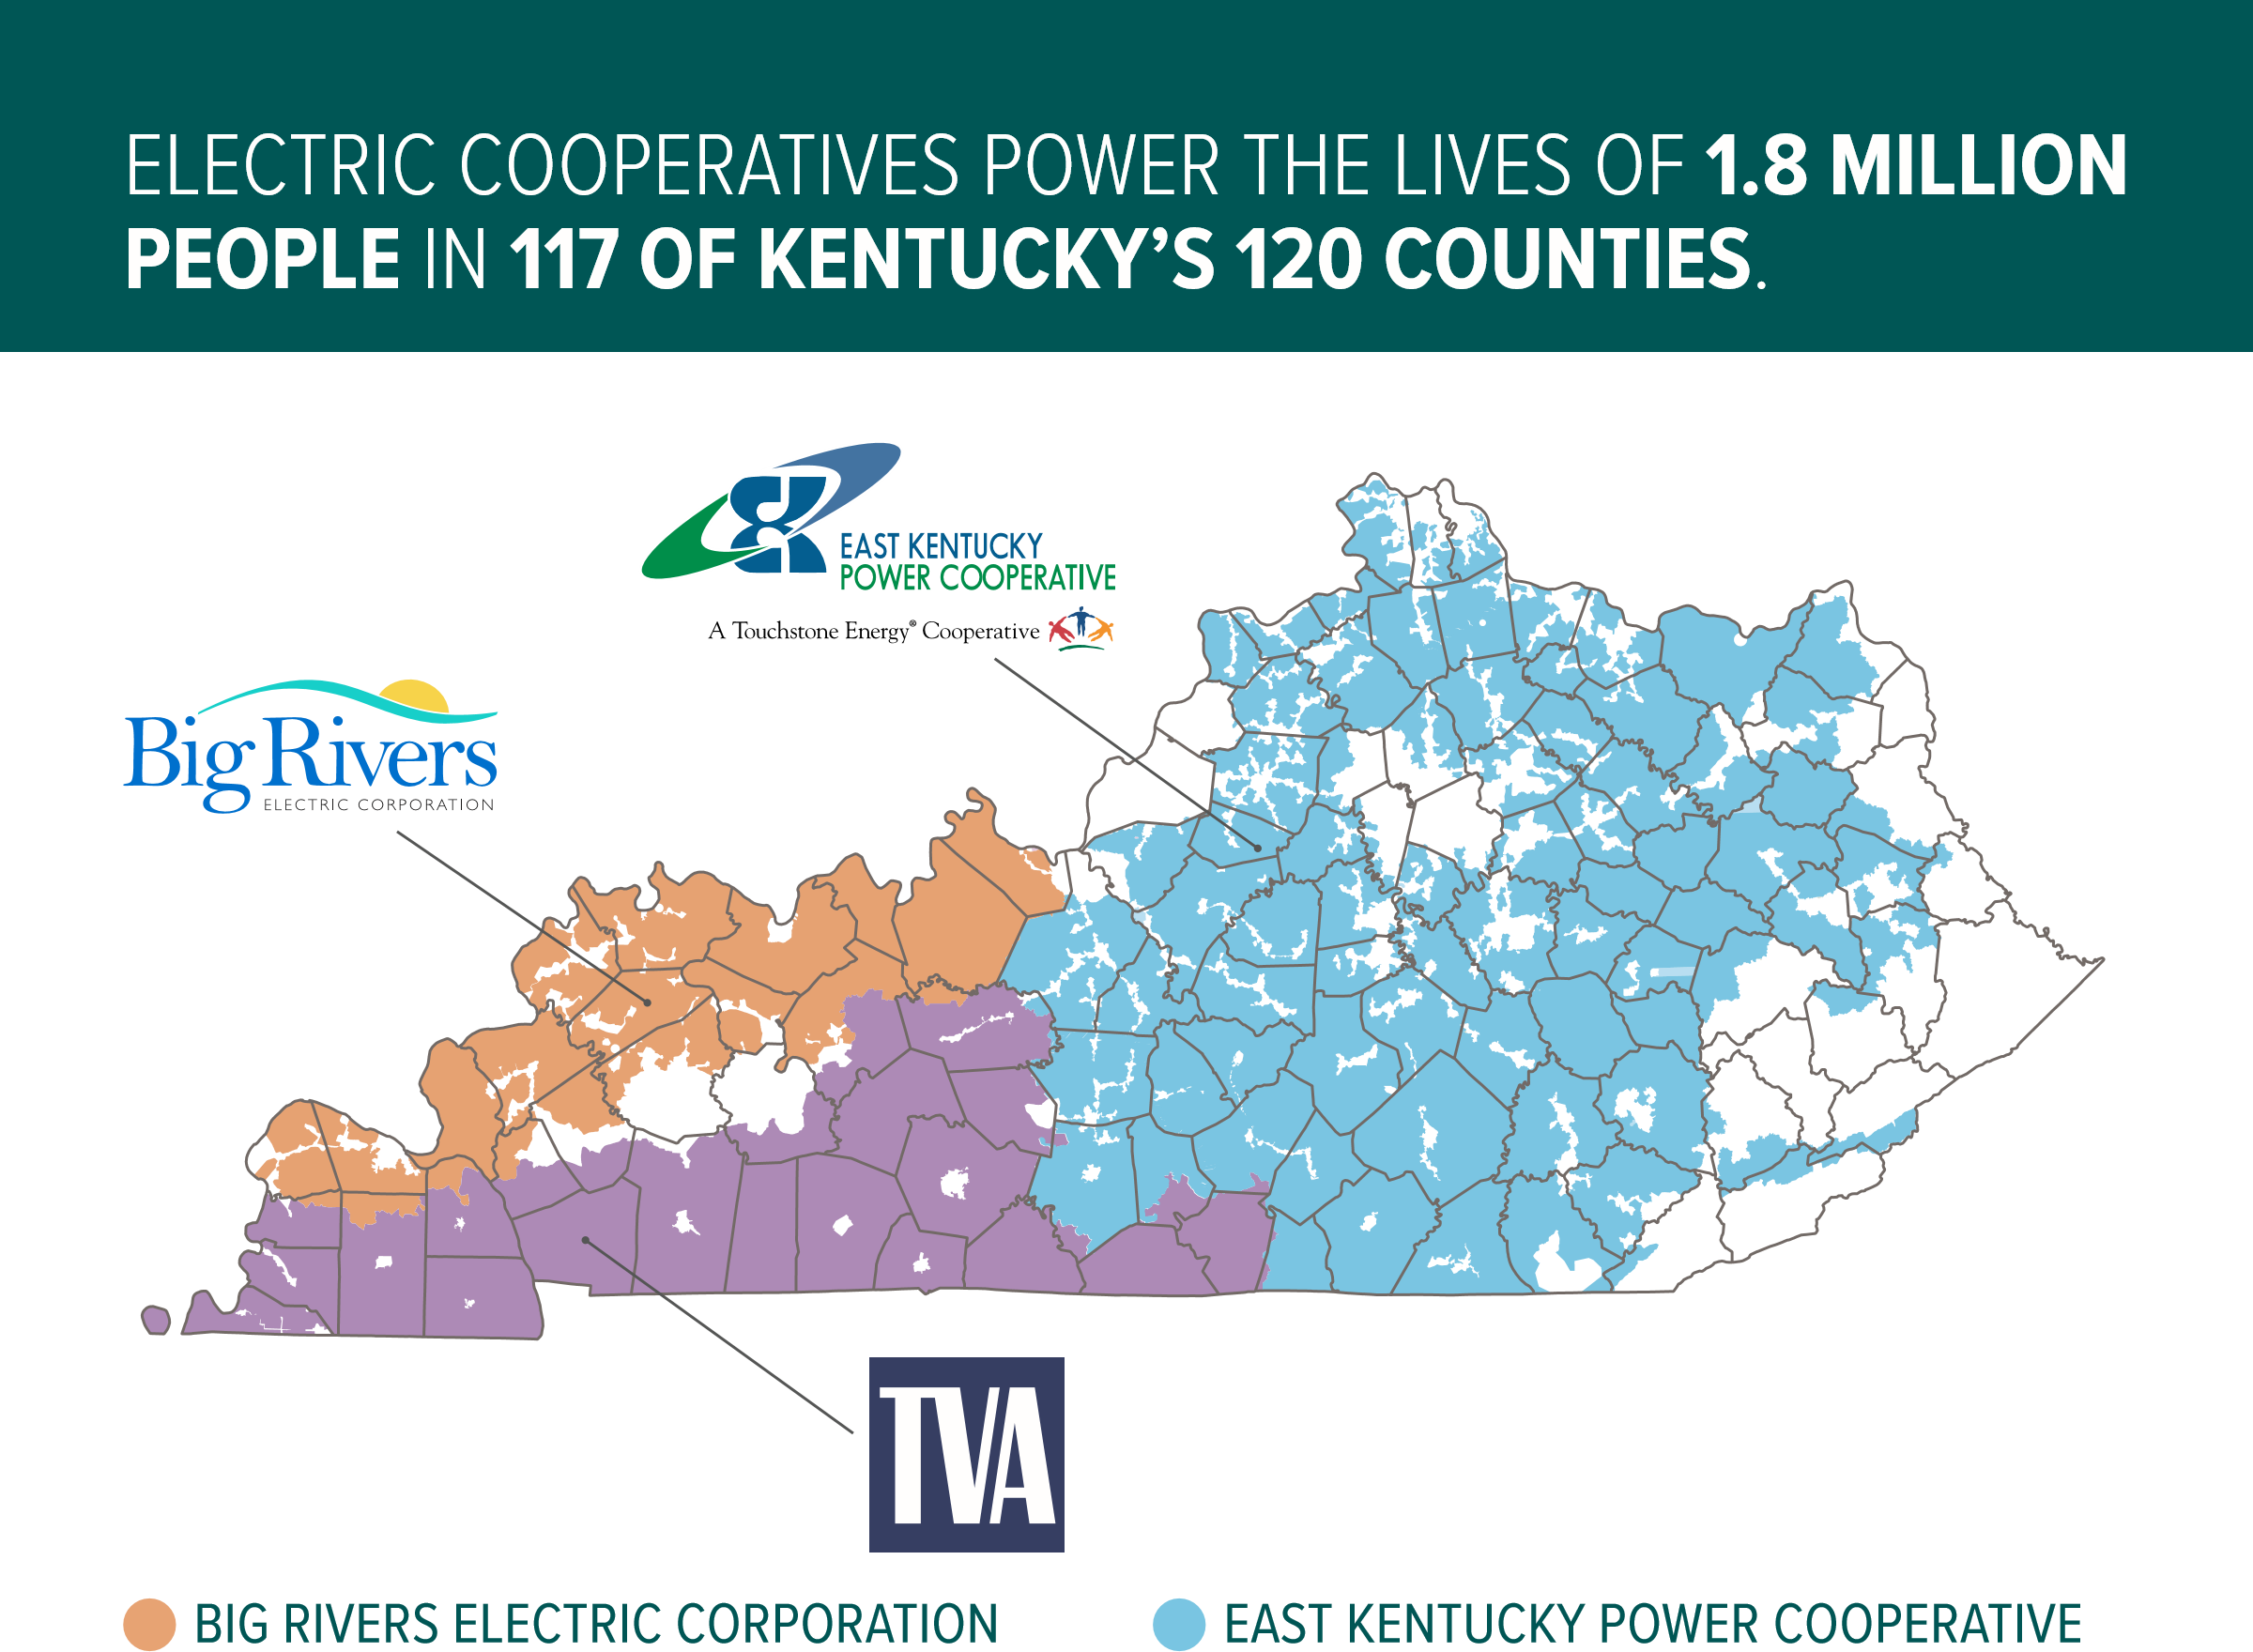 ELECTRIC COOPERATIVES POWER THE LIVES OF 1.8 MILLION
PEOPLE IN 117 OF KENTUCKY’S 120 COUNTIES.
EAST KENTUCKY
POWER COOPERATIVE
A Touchstone Energy® Cooperative
Big Rivers
ELECTRIC CORPORATION
TVA
BIG RIVERS ELECTRIC CORPORATION
EAST KENTUCKY POWER COOPERATIVE